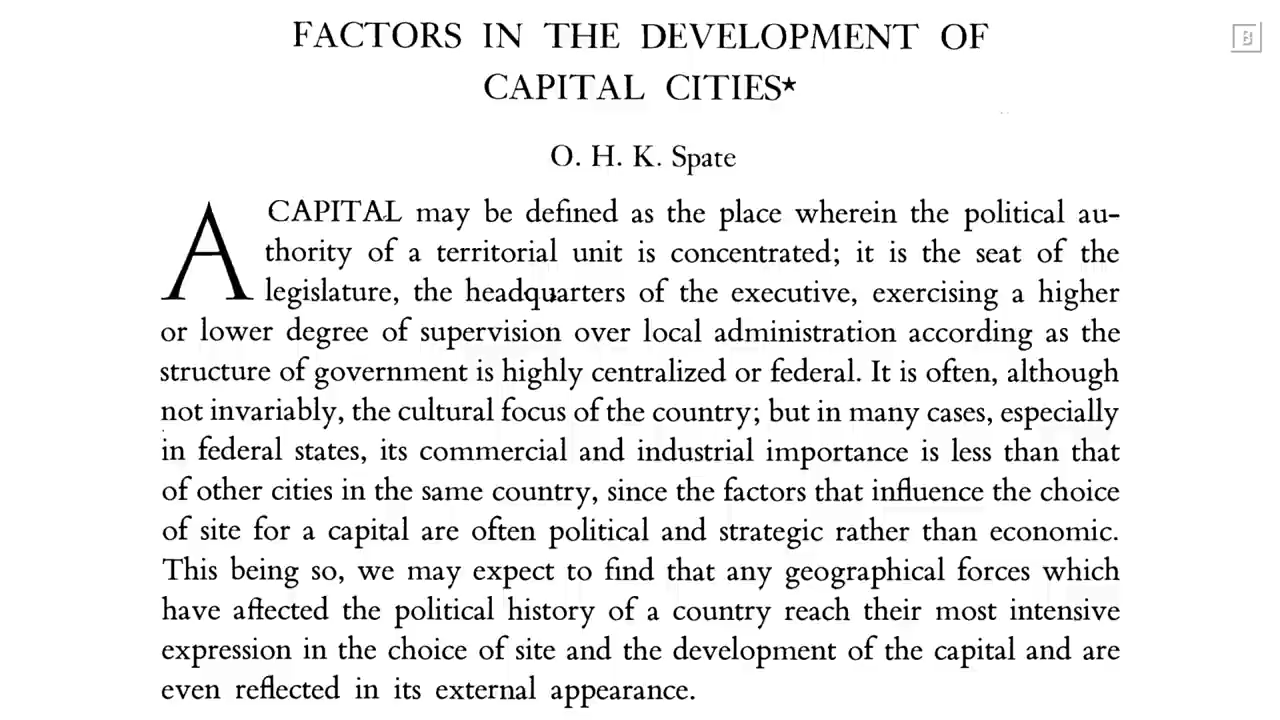 FACTORS IN THE DEVELOPMENT OF
CAPITAL CITIES★
O. H. K. Spate
A CAPITAL may be defined as the place wherein the political au-
thority of a territorial unit is concentrated; it is the seat of the
legislature, the headquarters of the executive, exercising a higher
or lower degree of supervision over local administration according as the
structure of government is highly centralized or federal. It is often, although
not invariably, the cultural focus of the country; but in many cases, especially
in federal states, its commercial and industrial importance is less than that
of other cities in the same country, since the factors that influence the choice
of site for a capital are often political and strategic rather than economic.
This being so, we may expect to find that any geographical forces which
have affected the political history of a country reach their most intensive
expression in the choice of site and the development of the capital and are
even reflected in its external appearance.
B